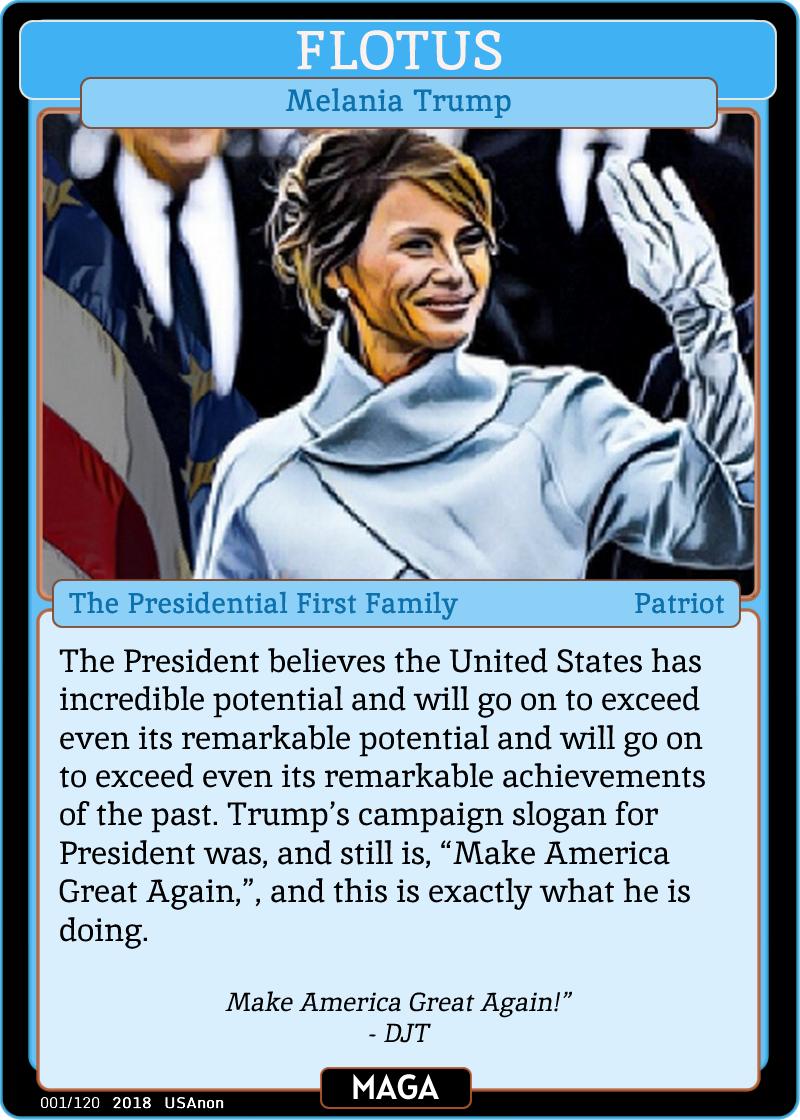 FLOTUS
Melania Trump
The Presidential First Family Patriot
The President believes the United States has
incredible potential and will go on to exceed
even its remarkable potential and will go on
to exceed even its remarkable achievements
of the past. Trump’s campaign slogan for
President was, and still is, “Make America
Great Again,”, and this is exactly what he is
doing.
Make America Great Again!”
- DJT
MAGA
001/120 2018 USAnon